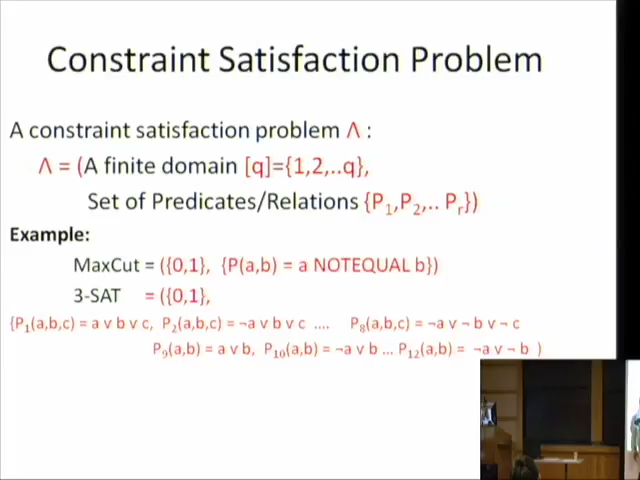 Constraint Satisfaction Problem
A constraint satisfaction problem Λ :
Λ = (A finite domain [q]={1,2,..q},
Set of Predicates/Relations {P₁,P₂,.. Pᵣ})
Example:
MaxCut = ({0,1}, {P(a,b) = a NOTEQUAL b})
3-SAT = ({0,1},
{P₁(a,b,c) = a v b v c, P₂(a,b,c) = ¬a v b v c .... P₈(a,b,c) = ¬a v ¬ b v ¬ c
P₉(a,b) = a v b, P₁₀(a,b) = ¬a v b ... P₁₂(a,b) = ¬a v ¬ b )